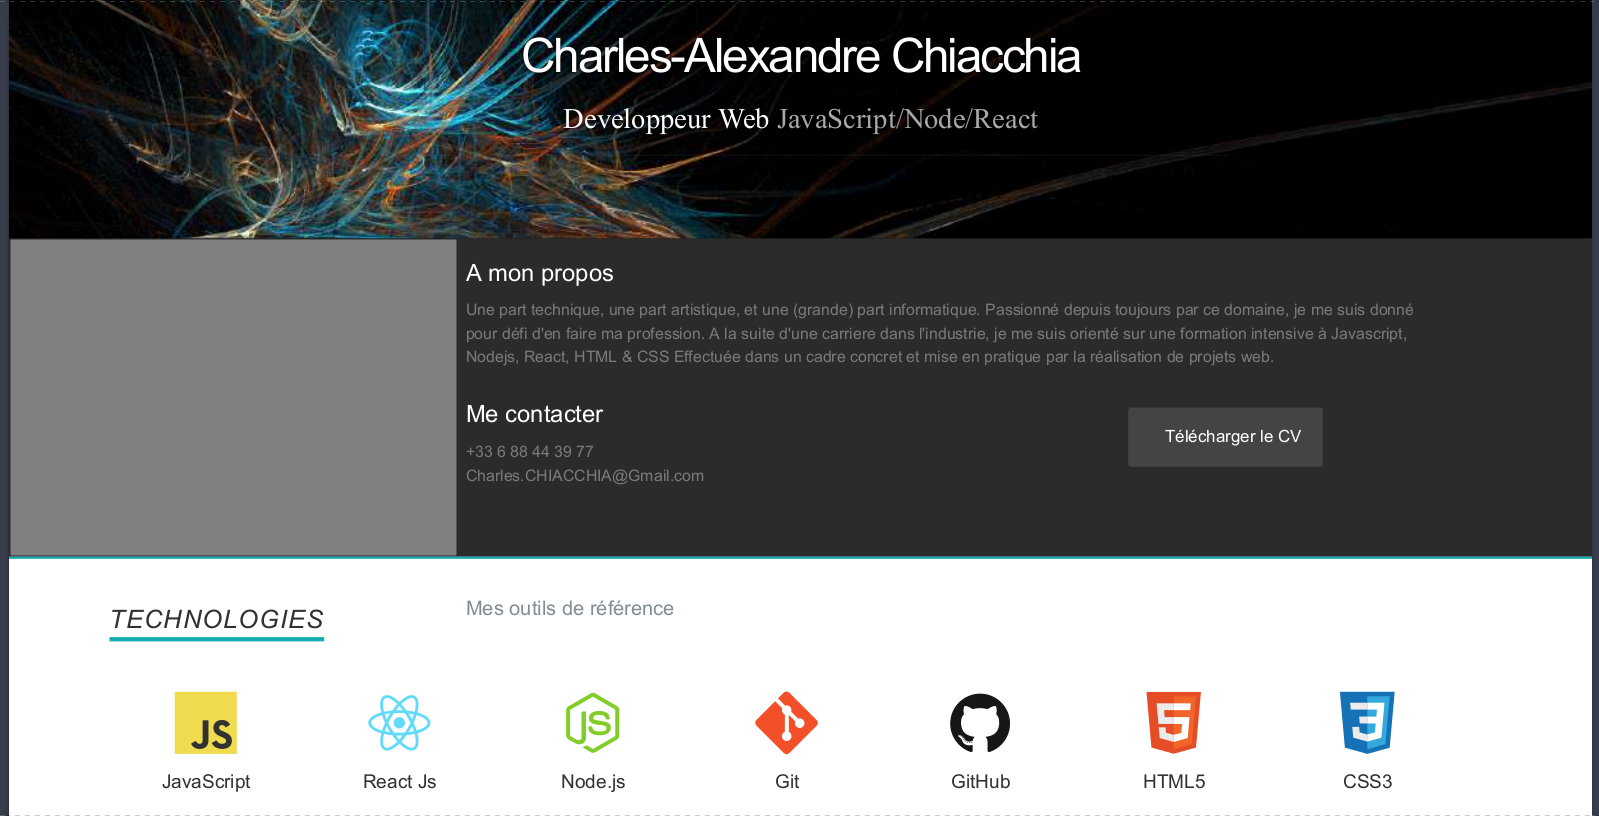 Charles-Alexandre Chiacchia
Developpeur Web JavaScript/Node/React
A mon propos
Une part technique, une part artistique, et une (grande) part informatique. Passionné depuis toujours par ce domaine, je me suis donné
pour défi d'en faire ma profession. A la suite d'une carriere dans l'industrie, je me suis orienté sur une formation intensive à Javascript,
Nodejs, React, HTML & CSS Effectuée dans un cadre concret et mise en pratique par la réalisation de projets web.
Me contacter
+33 6 88 44 39 77
Charles.CHIACCHIA@Gmail.com
Télécharger le CV
TECHNOLOGIES
Mes outils de référence
JS
JS
5
3
JavaScript
React Js
Node.js
Git
GitHub
HTML5
CSS3